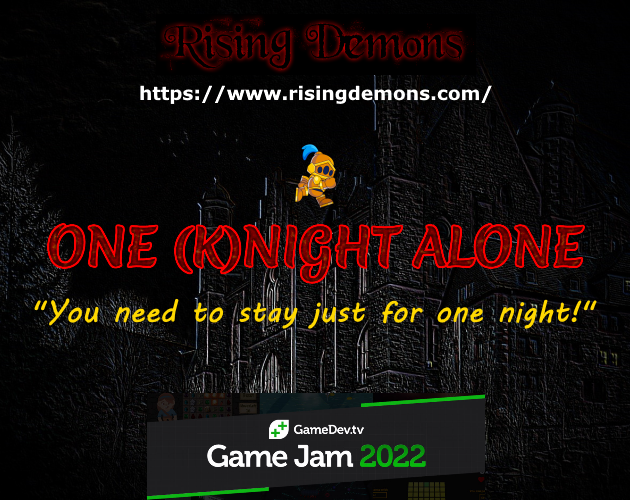 Rising Demons
https://www.risingdemons.com/
ONE (K)NIGHT ALONE
“You need to stay just for one night!“
GameDev.tv
Game Jam 2022